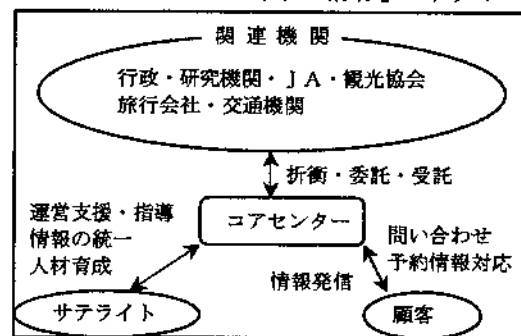 関連機関
行政・研究機関・JA・観光協会
旅行会社・交通機関
折衝・委託・受託
コアセンター
運営支援・指導
情報の統一
人材育成
問い合わせ
予約情報対応
情報発信
サテライト
顧客